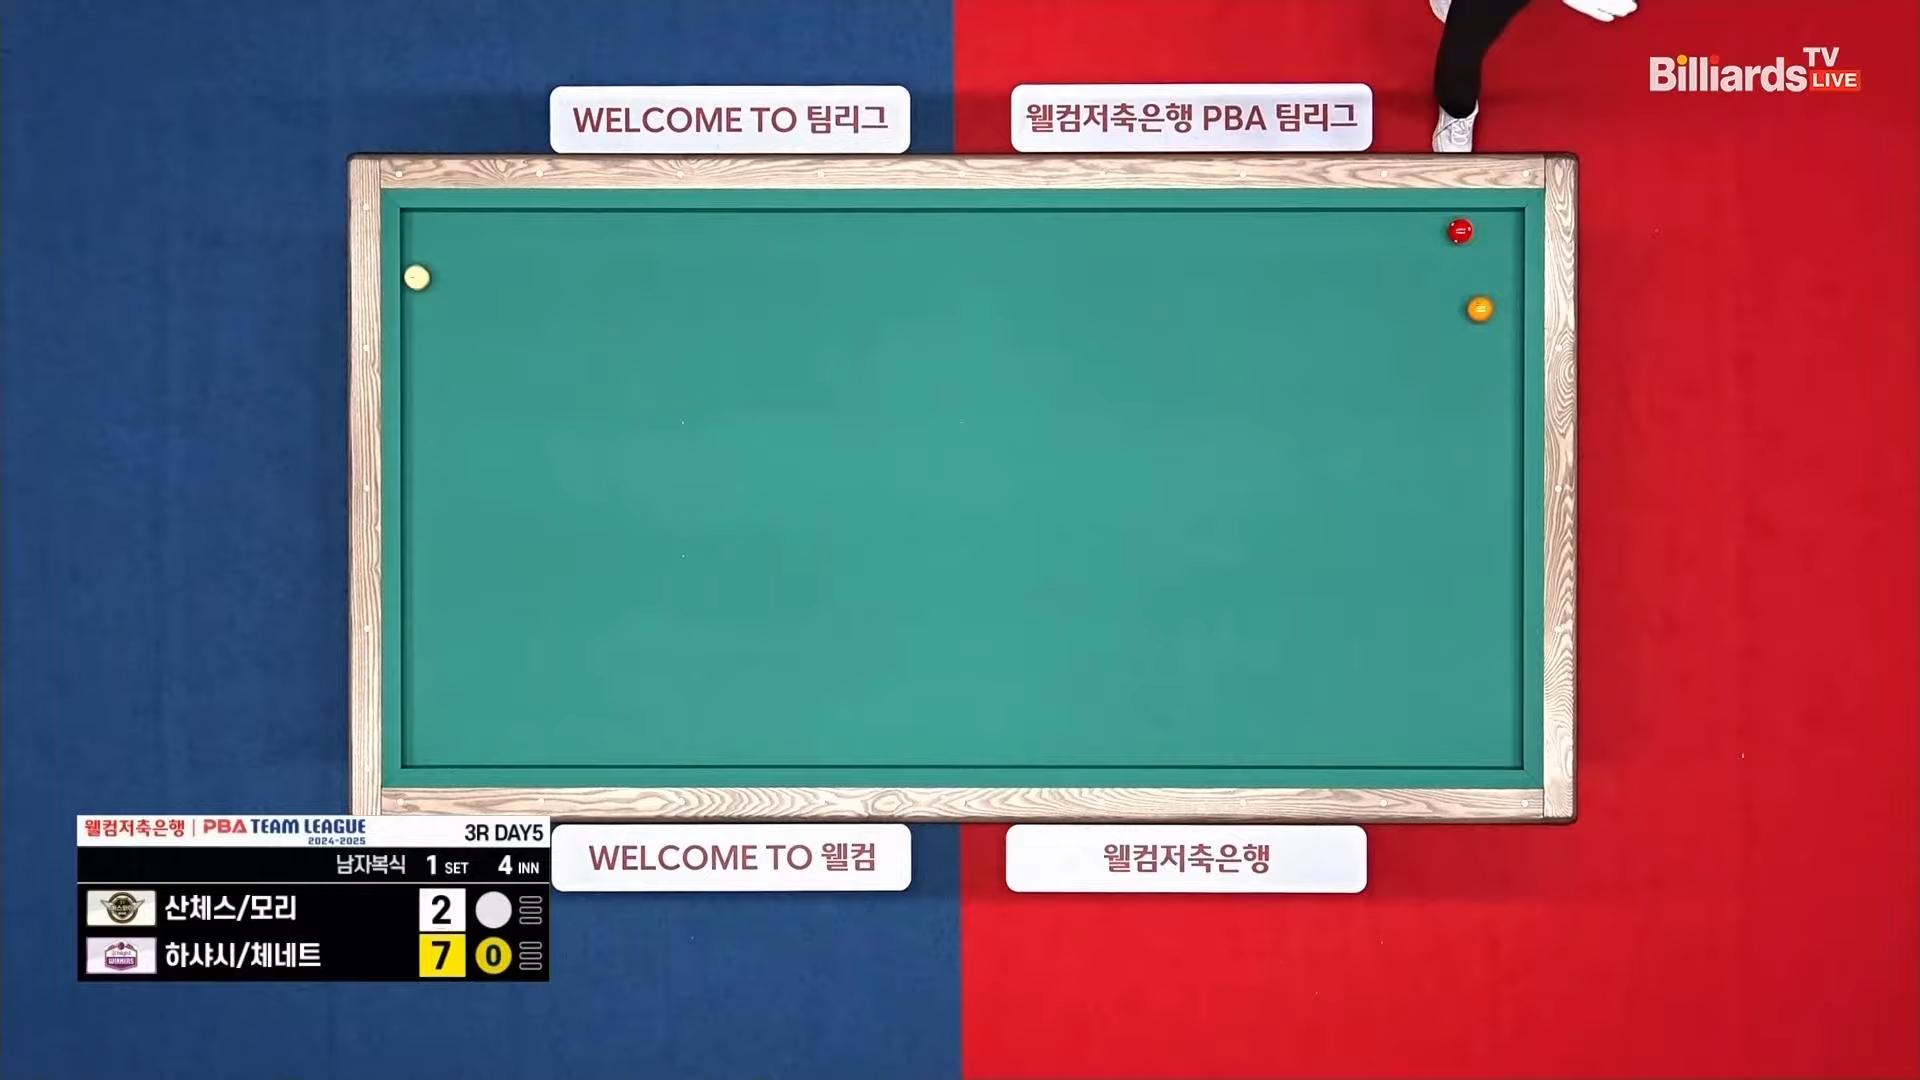 Billiards TV LIVE
WELCOME TO 팀리그
웰컴저축은행 PBA 팀리그
웰컴저축은행 | PBA TEAM LEAGUE
2024-2025
3R DAY5
남자복식 1 SET 4 INN
산체스/모리 2
하샤시/체네트 7 0
WELCOME TO 웰컴
웰컴저축은행